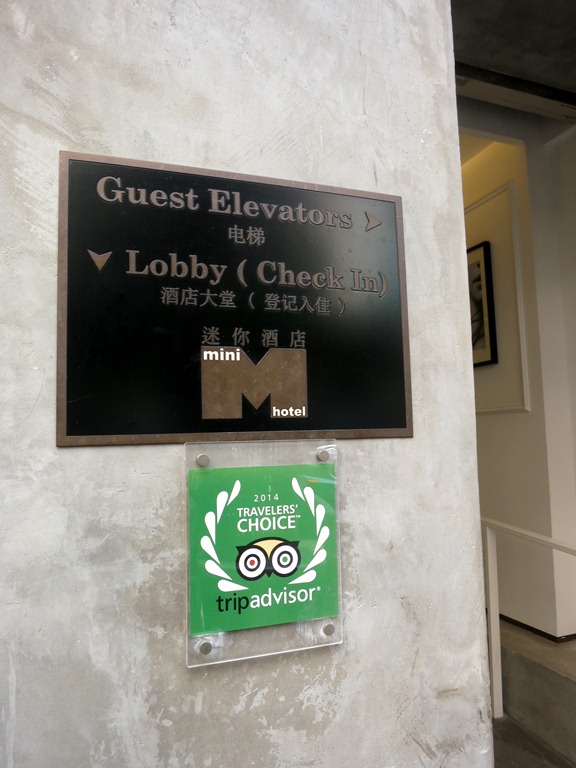 Guest Elevators >
电梯
Lobby ( Check In)
酒店大堂 ( 登记入住 )
迷你酒店
mini
M
hotel
2014
TRAVELERS'
CHOICE™
tripadvisor®